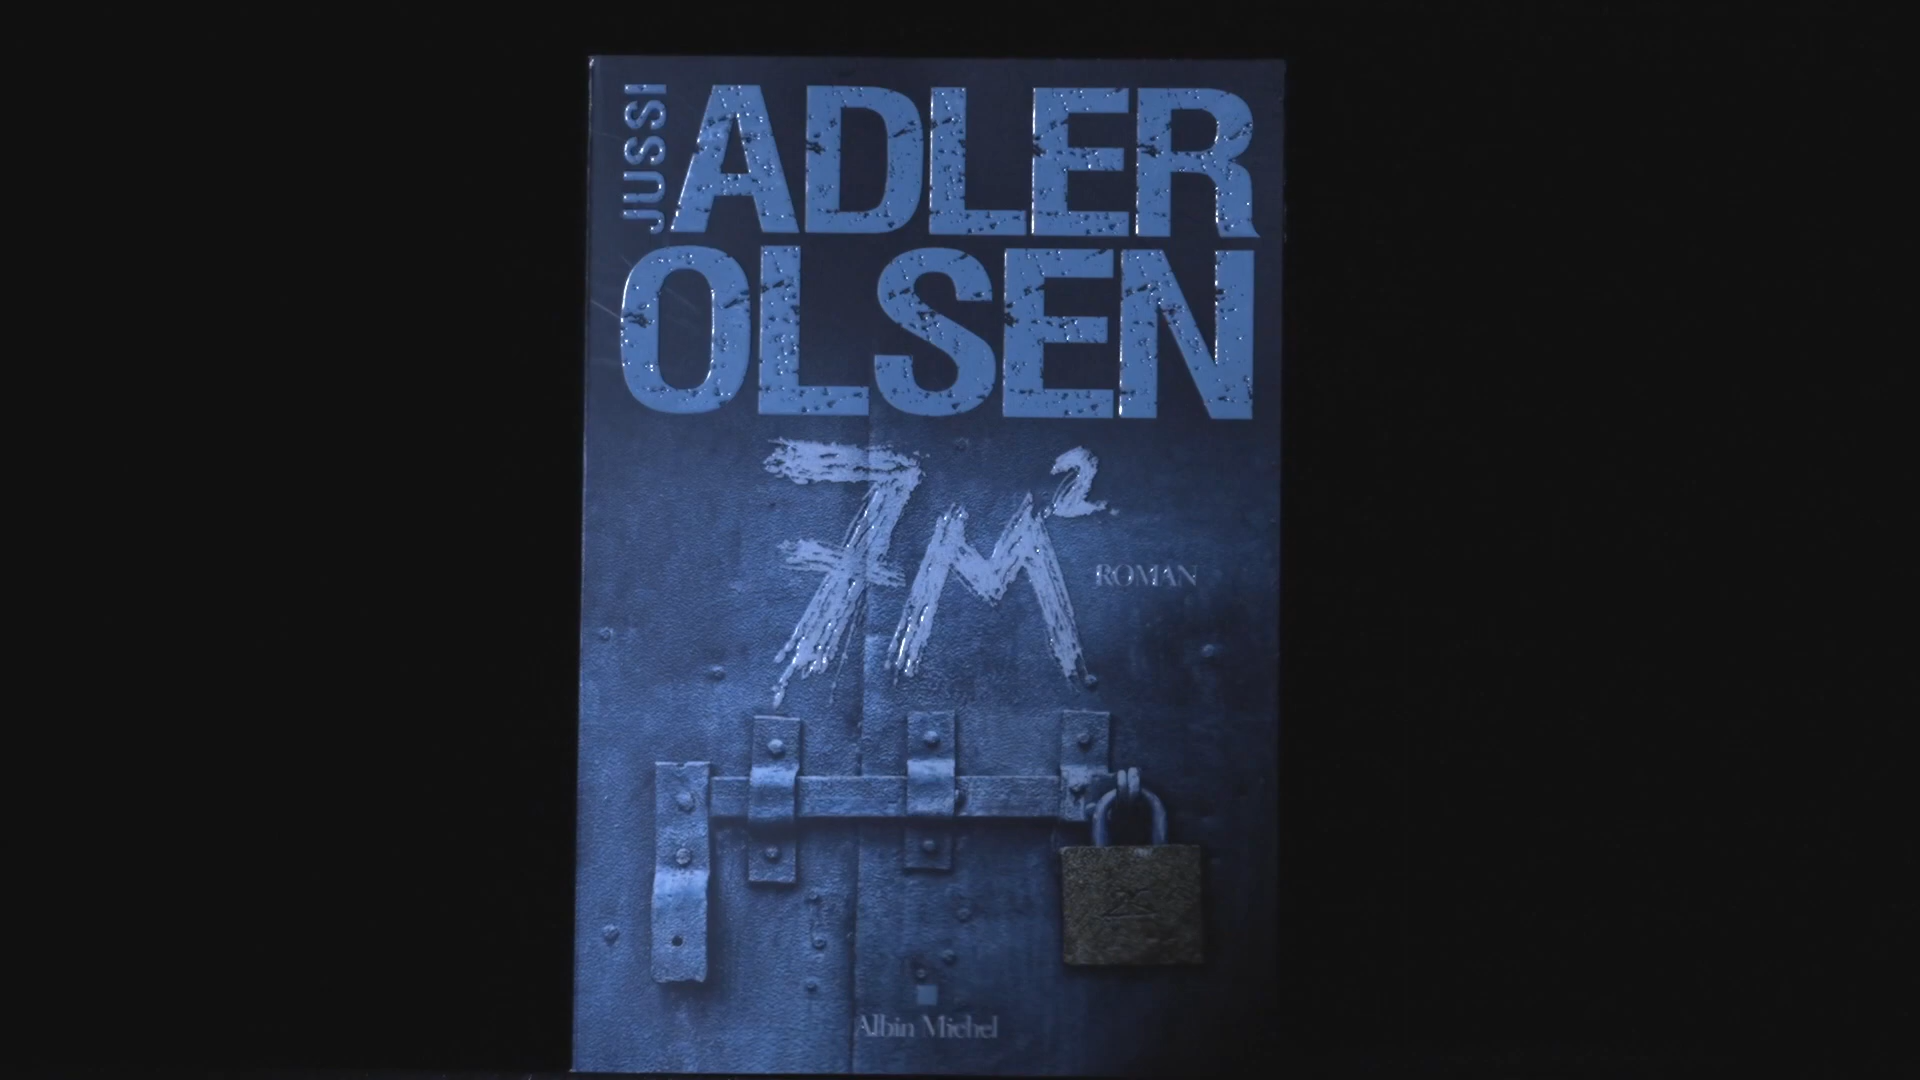 JUSSI
ADLER
OLSEN
7M²
ROMAN
Albin Michel